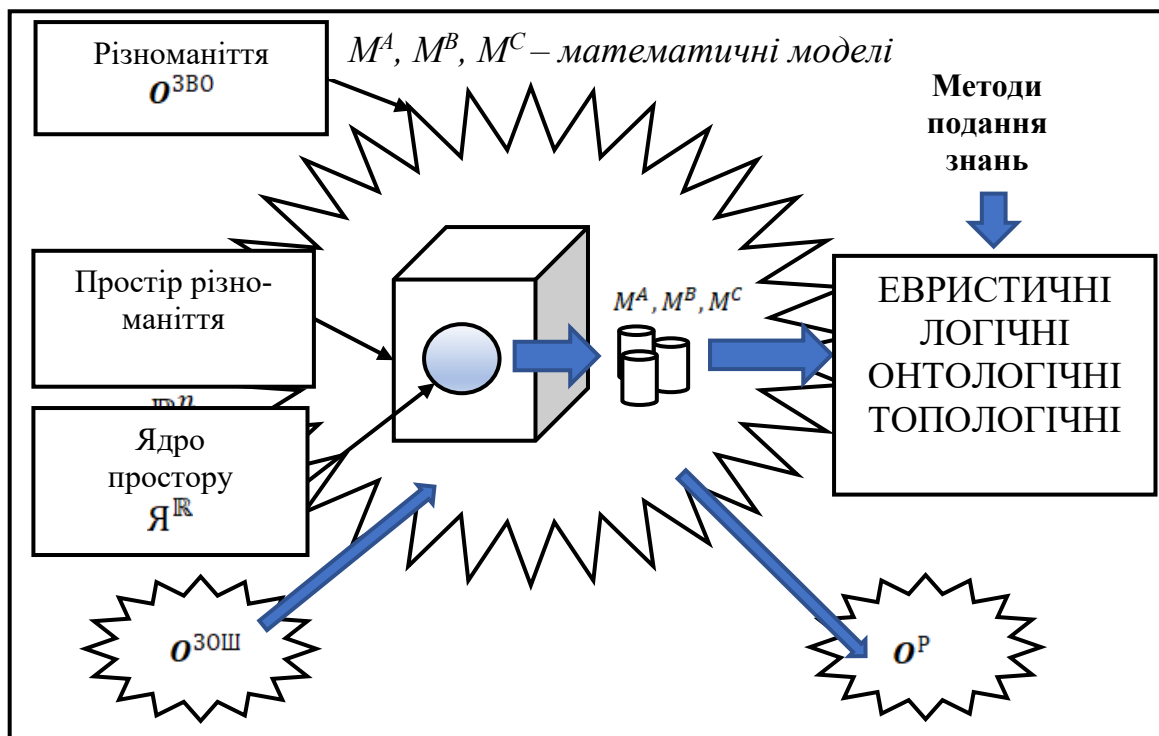 Різноманіття
𝑶^ЗВО
M^A, M^B, M^C – математичні моделі
Методи
подання
знань
Простір різно-
маніття
ℝ^n
Ядро
простору
Я^ℝ
M^A, M^B, M^C
ЕВРИСТИЧНІ
ЛОГІЧНІ
ОНТОЛОГІЧНІ
ТОПОЛОГІЧНІ
𝑶^ЗОШ
𝑶^Р